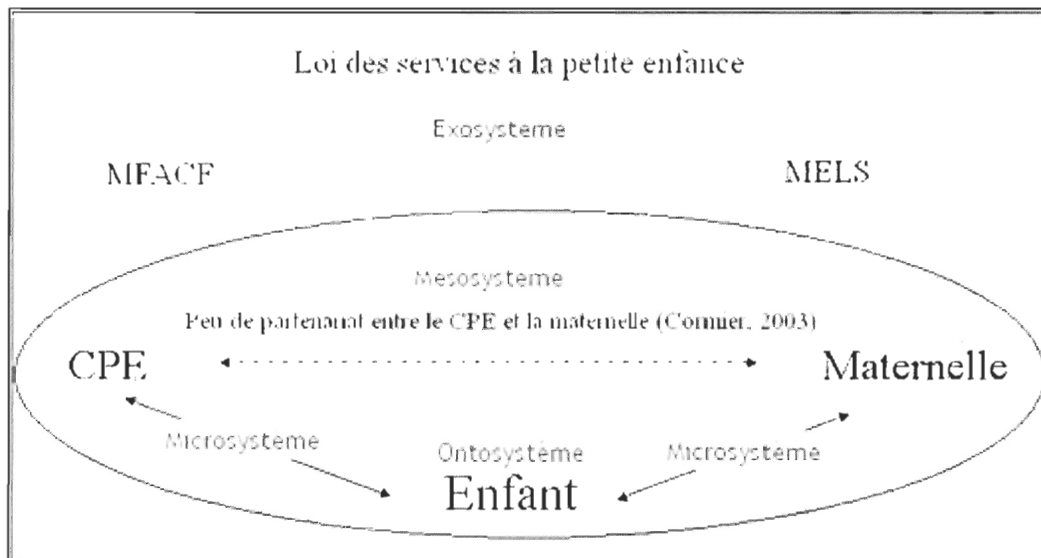 Loi des services à la petite enfance
Exosystème
MFACF MELS
Mesosystème
Peu de partenariat entre le CPE et la maternelle (Cormier, 2003)
CPE Maternelle
Microsystème Ontosystème Microsystème
Enfant